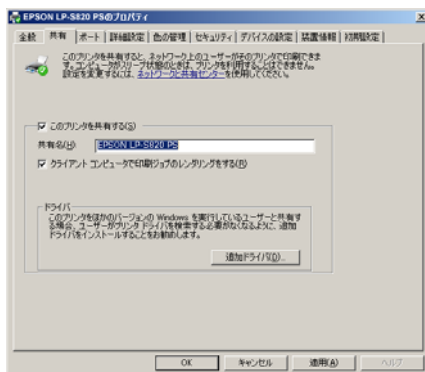 EPSON LP-S820 PSのプロパティ
全般 共有 ポート 詳細設定 色の管理 セキュリティ デバイスの設定 装置情報 初期設定
このプリンタを共有すると、ネットワーク上のユーザーがそのプリンタで印刷できま
す。コンピュータがスリープ状態のときは、プリンタを利用することはできません。
設定を変更するには、ネットワークと共有センターを使用してください。
このプリンタを共有する(S)
共有名(H): EPSON LP-S820 PS
クライアント コンピュータで印刷ジョブのレンダリングをする(R)
ドライバ
このプリンタをほかのバージョンの Windows を実行しているユーザーと共有す
る場合、ユーザーがプリンタ ドライバを検索する必要がなくなるように、追加
ドライバをインストールすることをお勧めします。
追加ドライバ(D)...
OK キャンセル 適用(A) ヘルプ